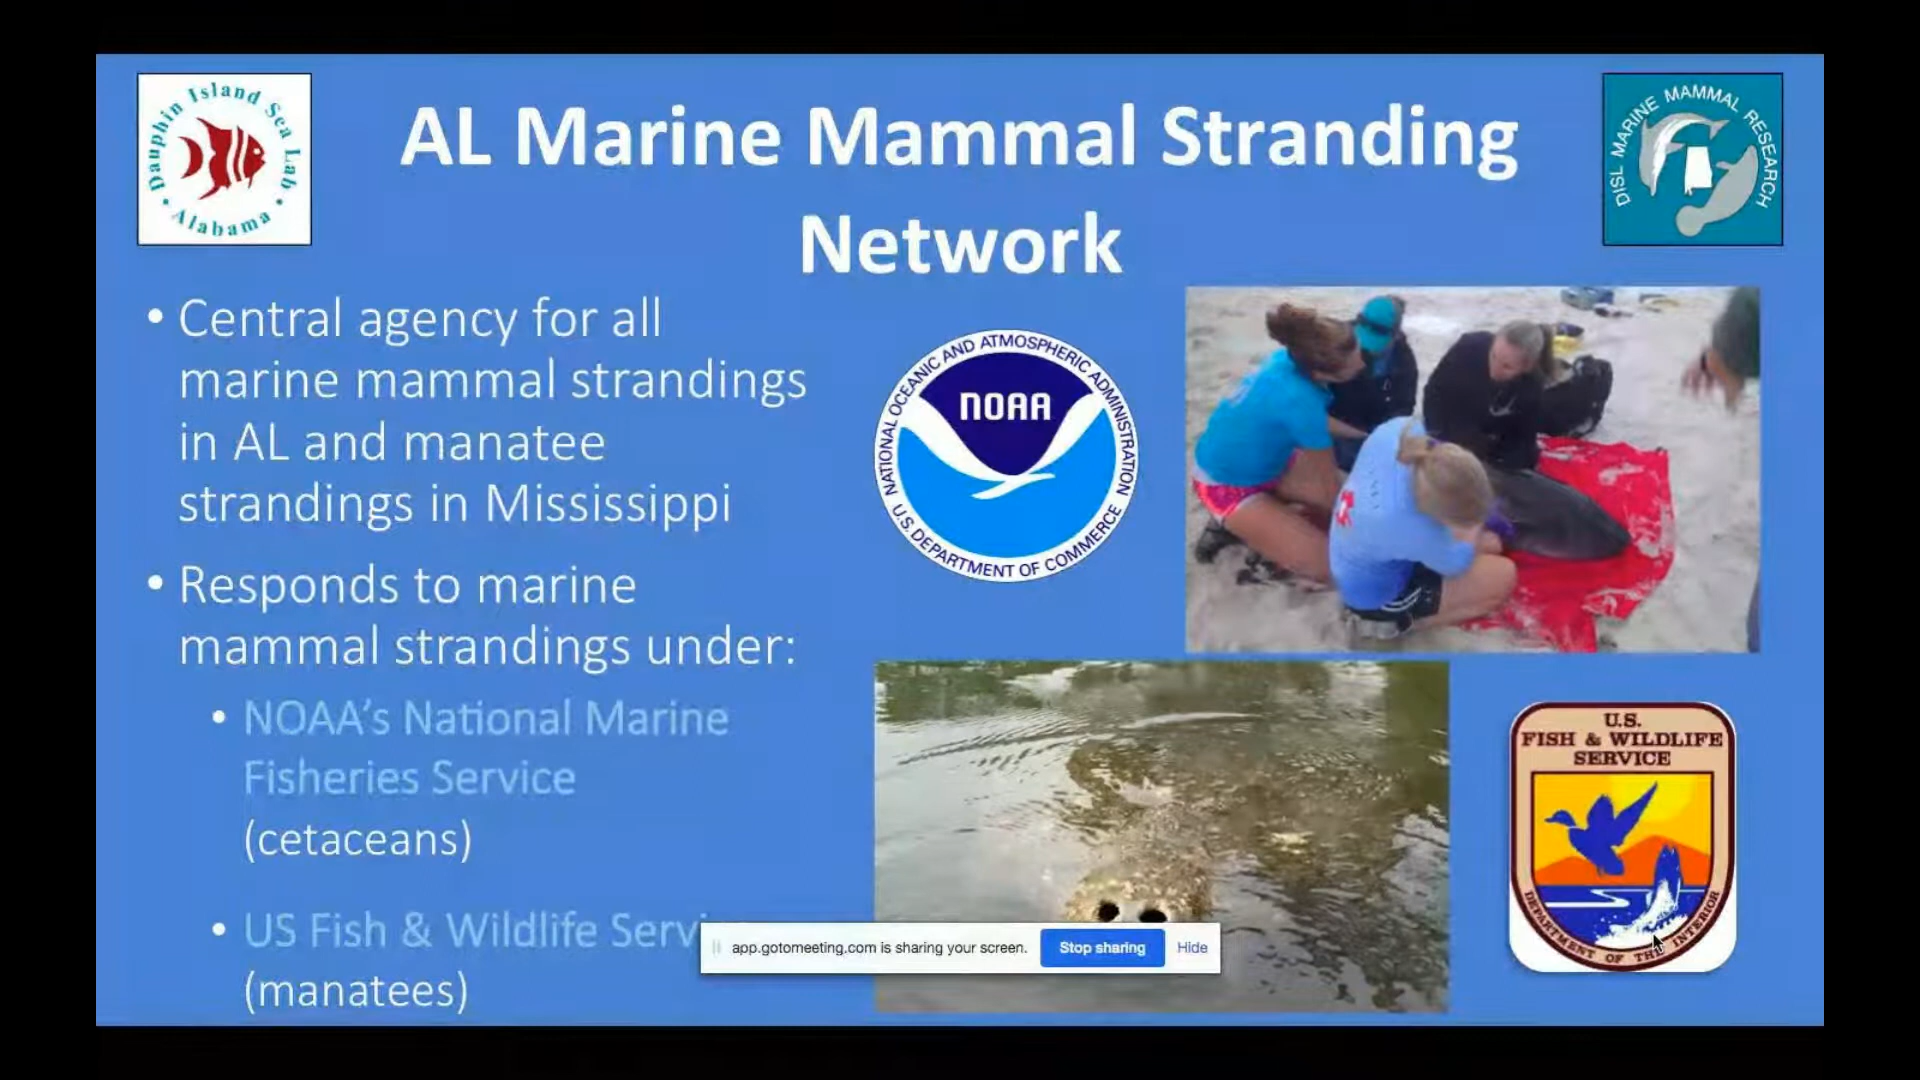 Dauphin Island Sea Lab
• Alabama •
AL Marine Mammal Stranding
Network
DISL MARINE MAMMAL RESEARCH
• Central agency for all
marine mammal strandings
in AL and manatee
strandings in Mississippi
• Responds to marine
mammal strandings under:
• NOAA's National Marine
Fisheries Service
(cetaceans)
• US Fish & Wildlife Servi
(manatees)
NATIONAL OCEANIC AND ATMOSPHERIC ADMINISTRATION
NOAA
U.S. DEPARTMENT OF COMMERCE
U.S.
FISH & WILDLIFE
SERVICE
DEPARTMENT OF THE INTERIOR
app.gotomeeting.com is sharing your screen.
Stop sharing
Hide